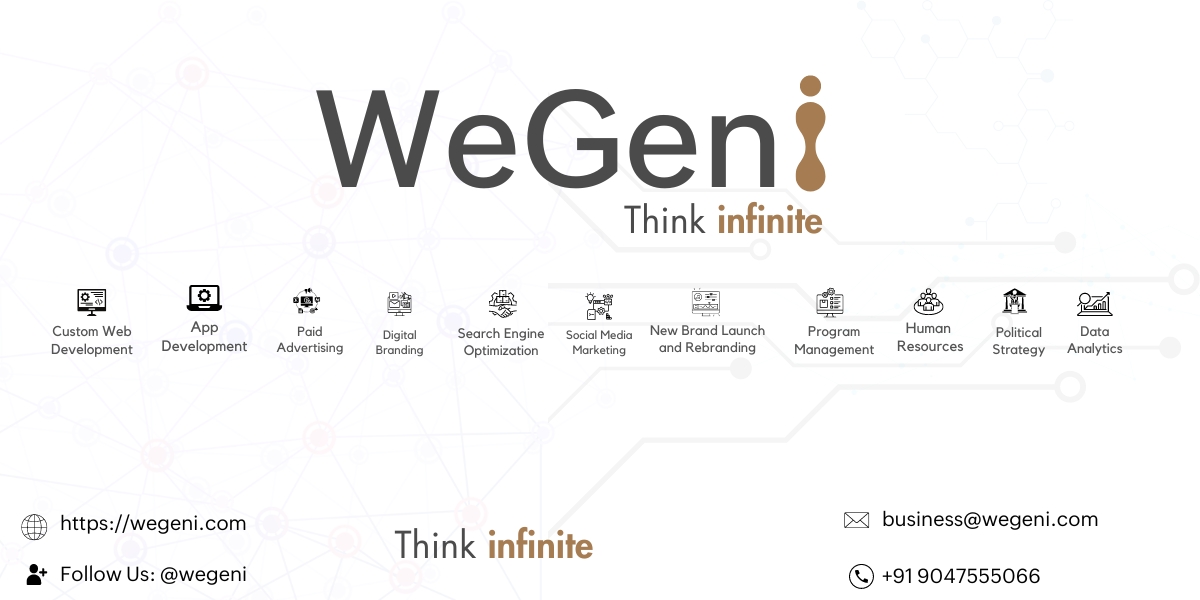 WeGeni
Think infinite
Custom Web
Development
App
Development
Paid
Advertising
Digital
Branding
Search Engine
Optimization
Social Media
Marketing
New Brand Launch
and Rebranding
Program
Management
Human
Resources
Political
Strategy
Data
Analytics
https://wegeni.com
Follow Us: @wegeni
Think infinite
business@wegeni.com
+91 9047555066